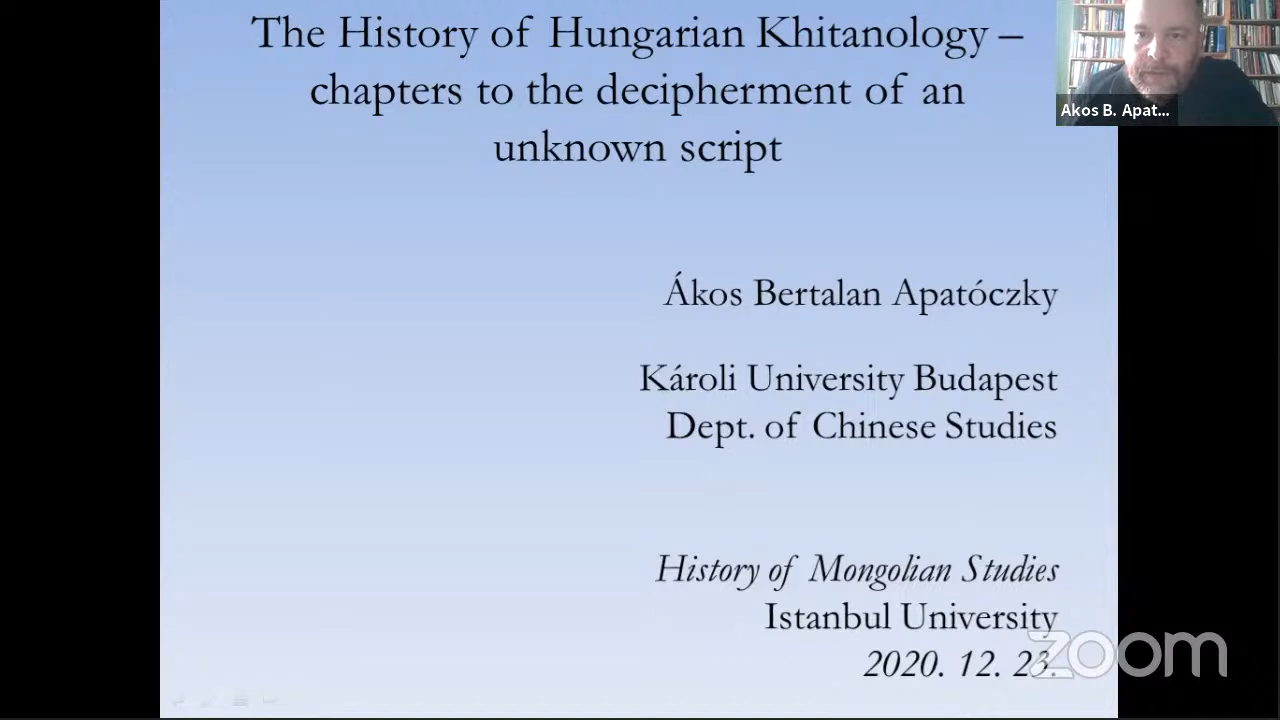 The History of Hungarian Khitanology –
chapters to the decipherment of an
unknown script
Akos B. Apat...
Ákos Bertalan Apatóczky
Károli University Budapest
Dept. of Chinese Studies
History of Mongolian Studies
Istanbul University
2020. 12. 23.
zoom